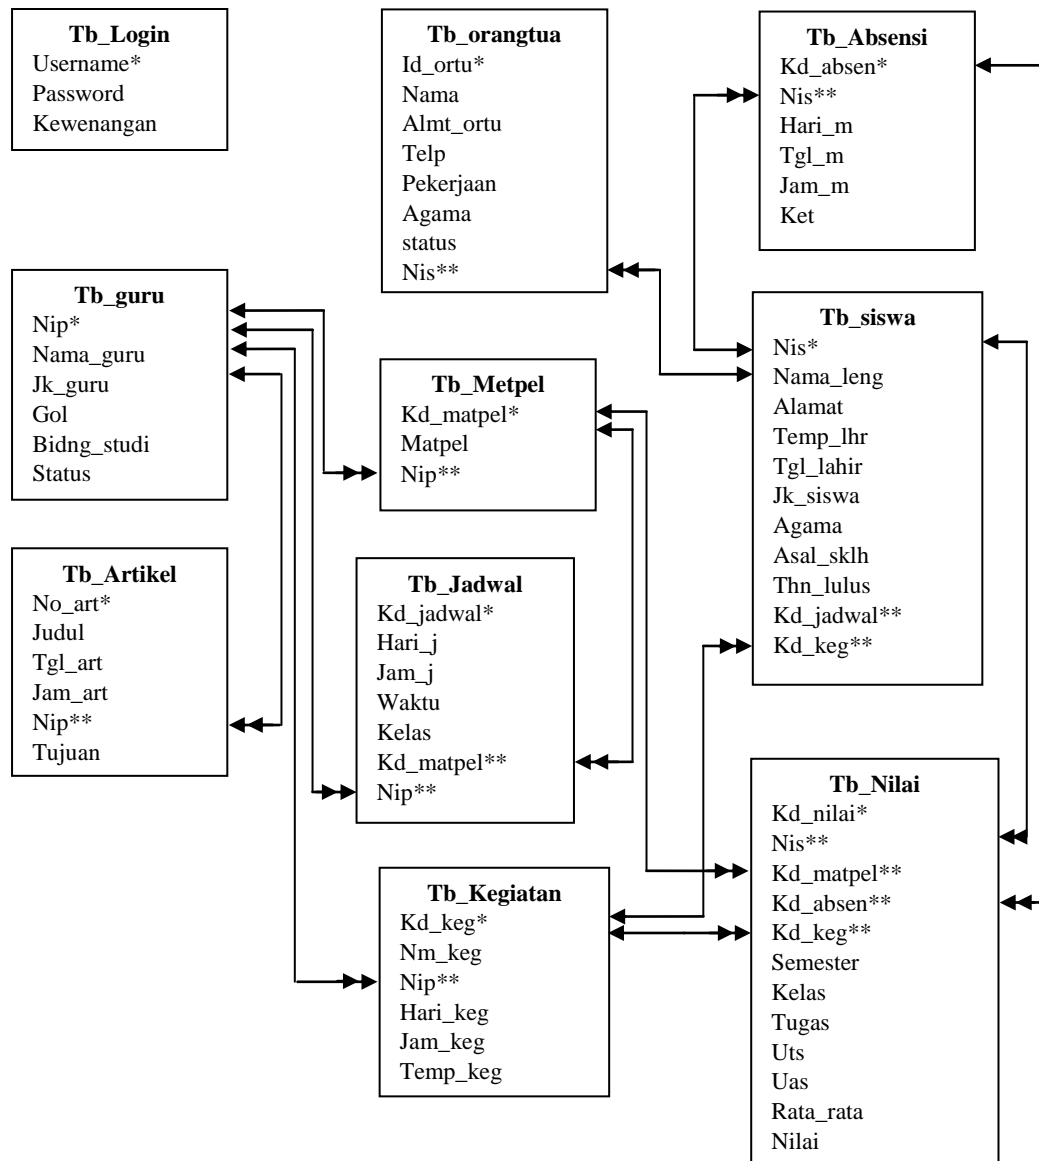 Tb_Login
Username*
Password
Kewenangan
Tb_orangtua
Id_ortu*
Nama
Almt_ortu
Telp
Pekerjaan
Agama
status
Nis**
Tb_Absensi
Kd_absen*
Nis**
Hari_m
Tgl_m
Jam_m
Ket
Tb_guru
Nip*
Nama_guru
Jk_guru
Gol
Bidng_studi
Status
Tb_Metpel
Kd_matpel*
Matpel
Nip**
Tb_siswa
Nis*
Nama_leng
Alamat
Temp_lhr
Tgl_lahir
Jk_siswa
Agama
Asal_sklh
Thn_lulus
Kd_jadwal**
Kd_keg**
Tb_Artikel
No_art*
Judul
Tgl_art
Jam_art
Nip**
Tujuan
Tb_Jadwal
Kd_jadwal*
Hari_j
Jam_j
Waktu
Kelas
Kd_matpel**
Nip**
Tb_Kegiatan
Kd_keg*
Nm_keg
Nip**
Hari_keg
Jam_keg
Temp_keg
Tb_Nilai
Kd_nilai*
Nis**
Kd_matpel**
Kd_absen**
Kd_keg**
Semester
Kelas
Tugas
Uts
Uas
Rata_rata
Nilai